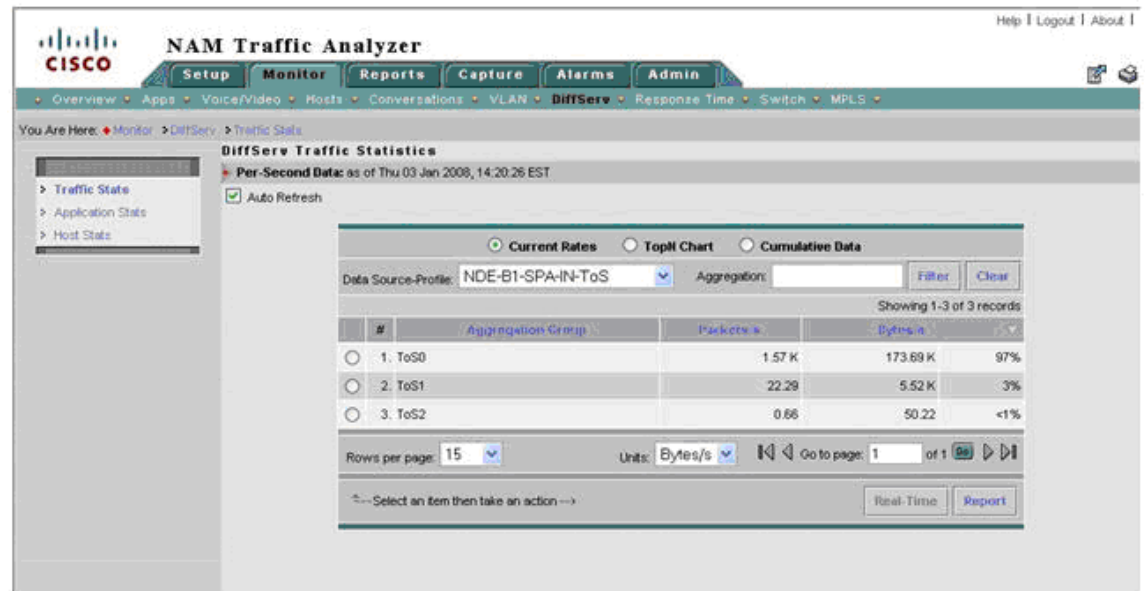 Help | Logout | About |
CISCO
NAM Traffic Analyzer
Setup Monitor Reports Capture Alarms Admin
Overview Apps Voice/Video Hosts Conversations VLAN DiffServ Response Time Switch MPLS
You Are Here: Monitor > DiffServ > Traffic Stats
DiffServ Traffic Statistics
Per-Second Data: as of Thu 03 Jan 2008, 14:20:26 EST
> Traffic Stats
Auto Refresh
> Application Stats
> Host Stats
Current Rates TopN Chart Cumulative Data
Data Source-Profile: NDE-B1-SPA-IN-ToS Aggregation: Filter Clear
Showing 1-3 of 3 records
# Aggregation Group Packets/s Bytes/s
1. ToS0 1.57 K 173.69 K 97%
2. ToS1 22.29 5.52 K 3%
3. ToS2 0.66 50.22 <1%
Rows per page: 15 Units: Bytes/s Go to page: 1 of 1 Go
^--Select an item then take an action-->
Real-Time Report